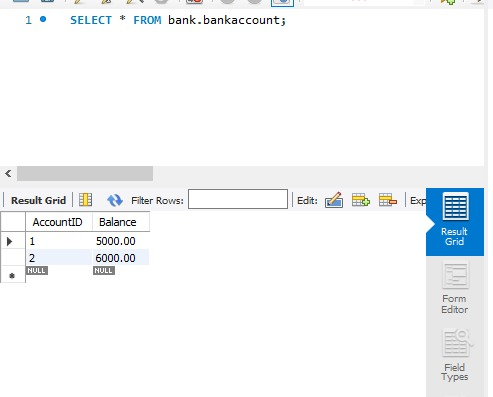 1 SELECT * FROM bank.bankaccount;
Result Grid Filter Rows: Edit: Exp
AccountID Balance
1 5000.00
2 6000.00
NULL NULL
Result
Grid
Form
Editor
Field
Types